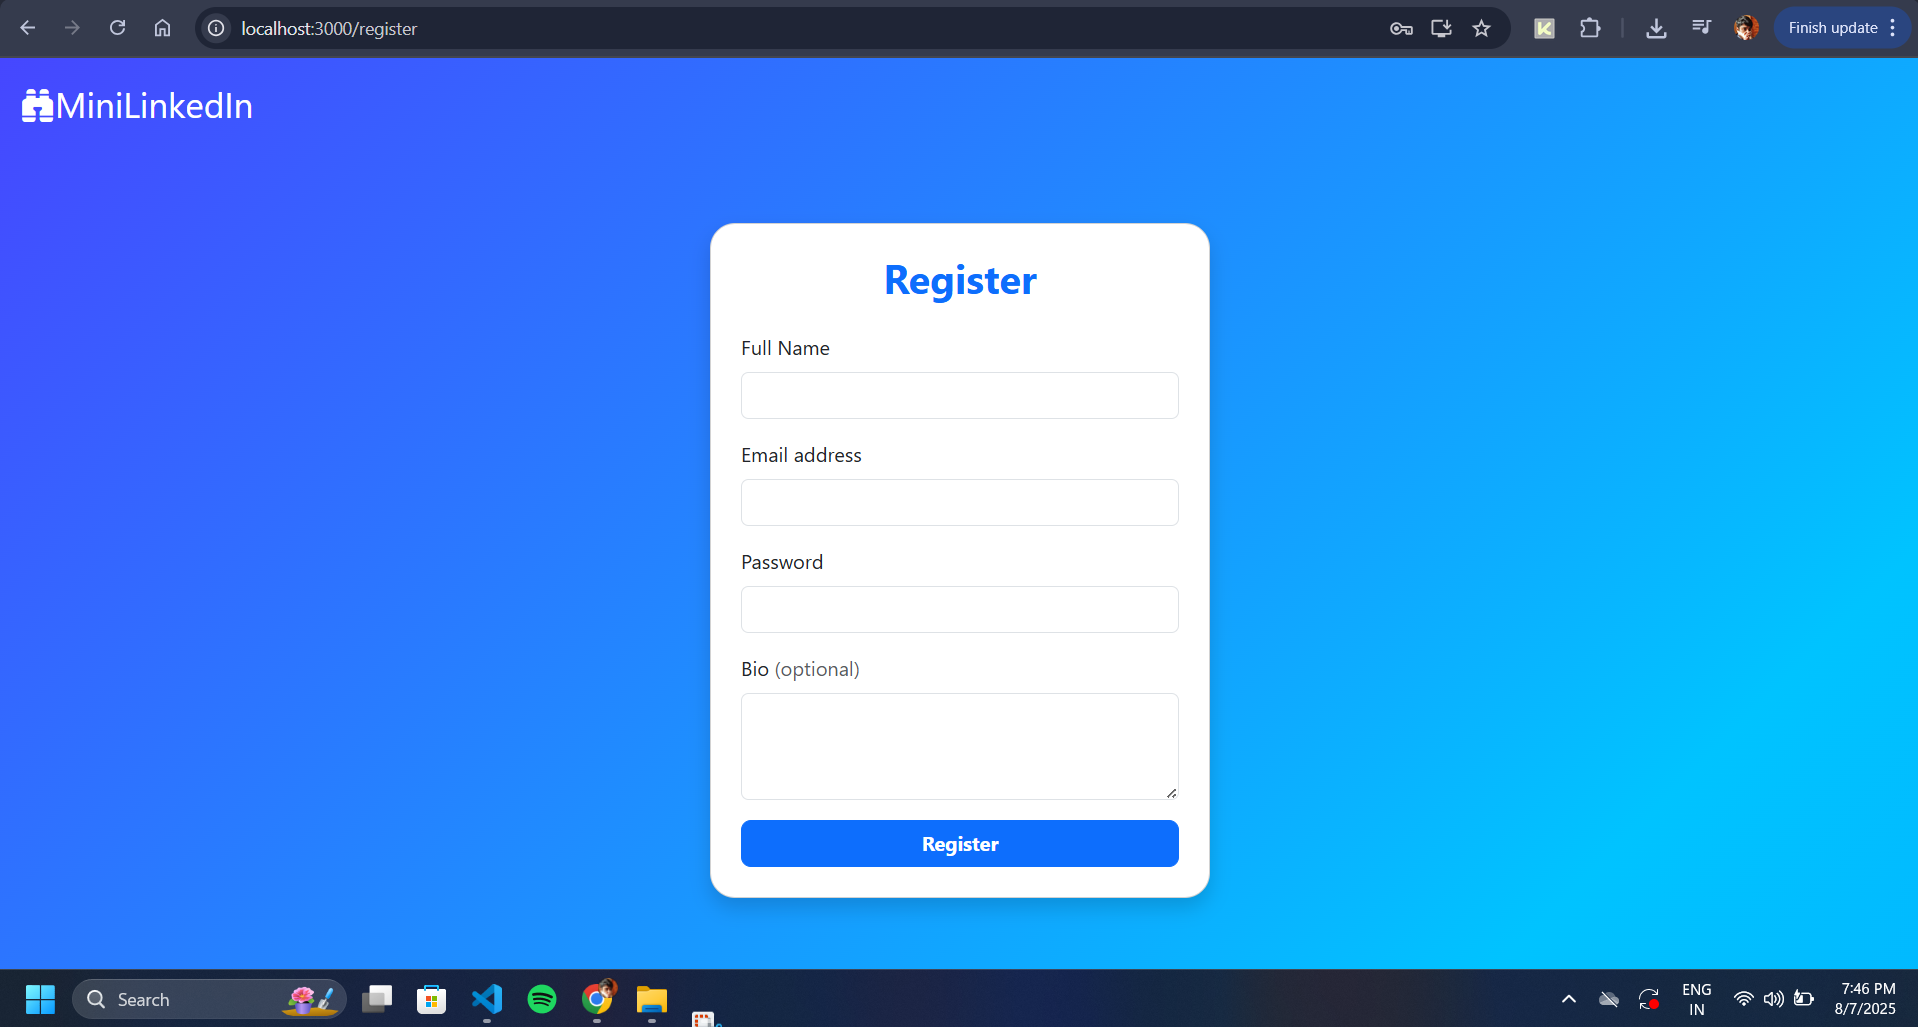 localhost:3000/register
Finish update
MiniLinkedIn
Register
Full Name
Email address
Password
Bio (optional)
Register
Search
ENG
IN
7:46 PM
8/7/2025